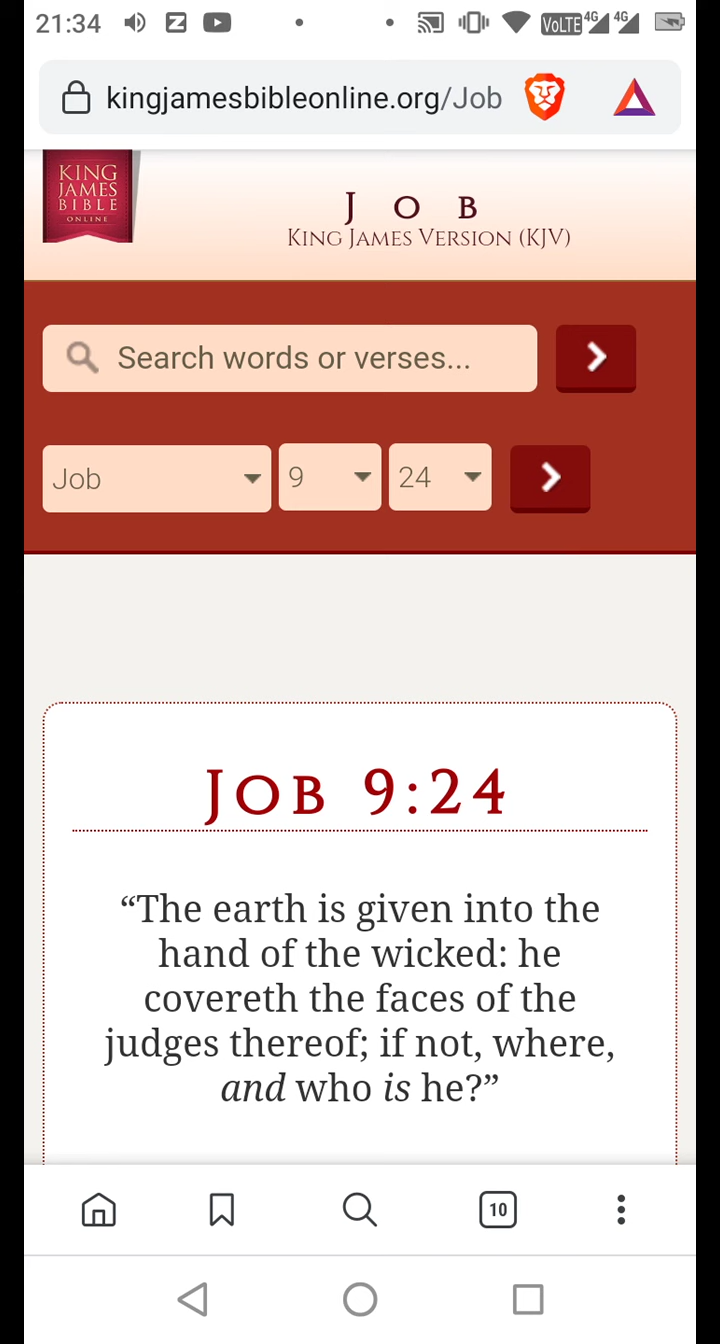 21:34
VoLTE 4G 4G
kingjamesbibleonline.org/Job
KING
JAMES
BIBLE
ONLINE
JOB
KING JAMES VERSION (KJV)
Search words or verses...
Job 9 24
JOB 9:24
“The earth is given into the
hand of the wicked: he
covereth the faces of the
judges thereof; if not, where,
and who is he?”
10